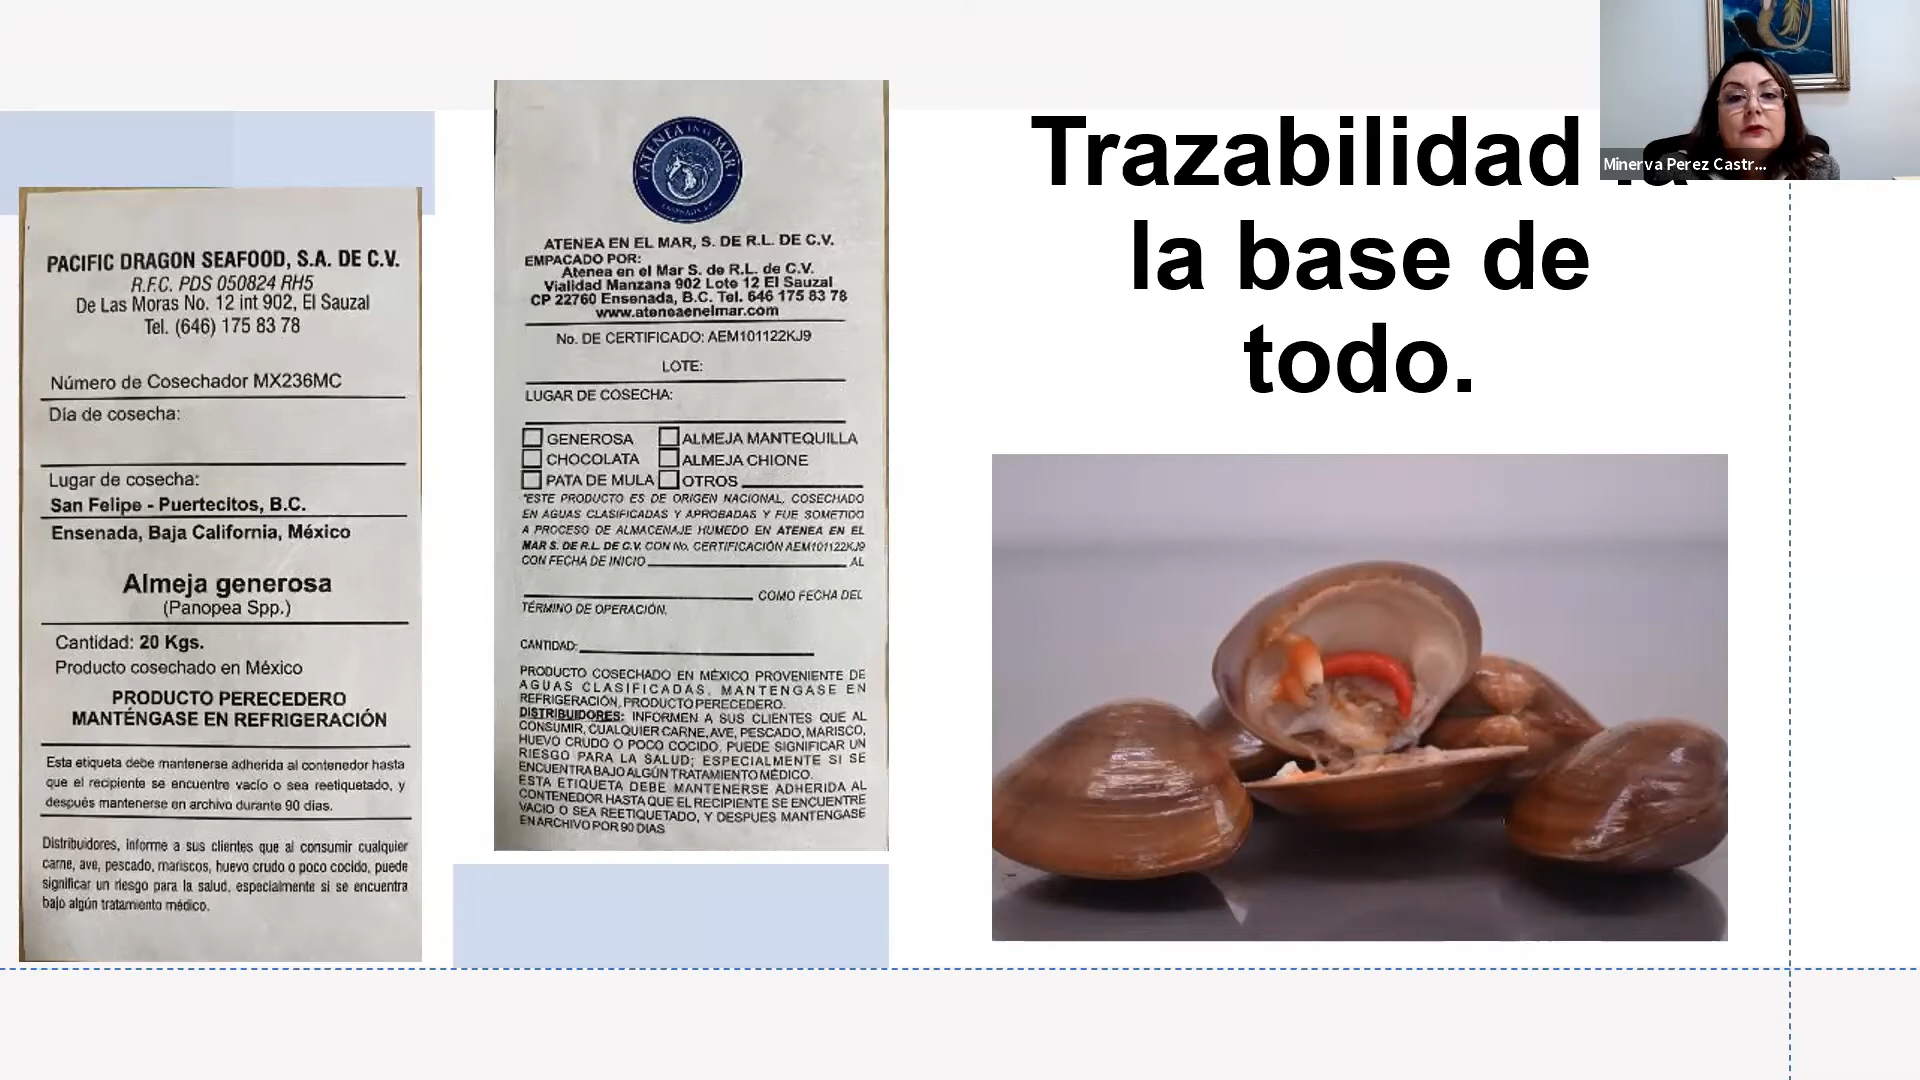 PACIFIC DRAGON SEAFOOD, S.A. DE C.V.
R.F.C. PDS 050824 RH5
De Las Moras No. 12 int 902, El Sauzal
Tel. (646) 175 83 78
Número de Cosechador MX236MC
Día de cosecha:
Lugar de cosecha:
San Felipe - Puertecitos, B.C.
Ensenada, Baja California, México
Almeja generosa
(Panopea Spp.)
Cantidad: 20 Kgs.
Producto cosechado en México
PRODUCTO PERECEDERO
MANTÉNGASE EN REFRIGERACIÓN
Esta etiqueta debe mantenerse adherida al contenedor hasta
que el recipiente se encuentre vacío o sea reetiquetado, y
después mantenerse en archivo durante 90 días.
Distribuidores, informe a sus clientes que al consumir cualquier
carne, ave, pescado, mariscos, huevo crudo o poco cocido, puede
significar un riesgo para la salud, especialmente si se encuentra
bajo algún tratamiento médico.
ATENEA EN EL MAR
ATENEA EN EL MAR, S. DE R.L. DE C.V.
EMPACADO POR:
Atenea en el Mar S. de R.L. de C.V.
Vialidad Manzana 902 Lote 12 El Sauzal
CP 22760 Ensenada, B.C. Tel. 646 175 83 78
www.ateneaenelmar.com
No. DE CERTIFICADO: AEM101122KJ9
LOTE:
LUGAR DE COSECHA:
GENEROSA ALMEJA MANTEQUILLA
CHOCOLATA ALMEJA CHIONE
PATA DE MULA OTROS
*ESTE PRODUCTO ES DE ORIGEN NACIONAL, COSECHADO
EN AGUAS CLASIFICADAS Y APROBADAS Y FUE SOMETIDO
A PROCESO DE ALMACENAJE HUMEDO EN ATENEA EN EL
MAR S. DE R.L. DE C.V. CON No. CERTIFICACIÓN AEM101122KJ9
CON FECHA DE INICIO AL
COMO FECHA DEL
TÉRMINO DE OPERACIÓN.
CANTIDAD:
PRODUCTO COSECHADO EN MÉXICO PROVENIENTE DE
AGUAS CLASIFICADAS. MANTENGASE EN
REFRIGERACIÓN, PRODUCTO PERECEDERO.
DISTRIBUIDORES: INFORMEN A SUS CLIENTES QUE AL
CONSUMIR, CUALQUIER CARNE, AVE, PESCADO, MARISCO,
HUEVO CRUDO O POCO COCIDO, PUEDE SIGNIFICAR UN
RIESGO PARA LA SALUD; ESPECIALMENTE SI SE
ENCUENTRA BAJO ALGÚN TRATAMIENTO MÉDICO.
ESTA ETIQUETA DEBE MANTENERSE ADHERIDA AL
CONTENEDOR HASTA QUE EL RECIPIENTE SE ENCUENTRE
VACIO O SEA REETIQUETADO, Y DESPUES MANTENGASE
EN ARCHIVO POR 90 DIAS
Trazabilidad la
la base de
todo.
Minerva Perez Castr...